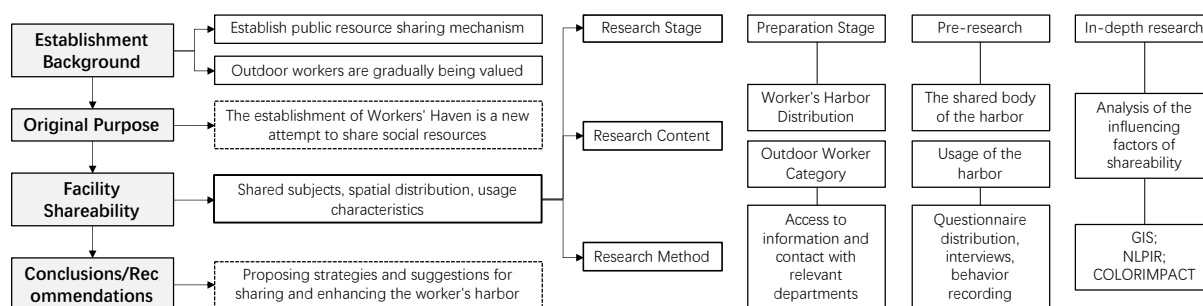 Establishment
Background
Establish public resource sharing mechanism
Outdoor workers are gradually being valued
Original Purpose
The establishment of Workers' Haven is a new
attempt to share social resources
Facility
Shareability
Shared subjects, spatial distribution, usage
characteristics
Conclusions/Rec
ommendations
Proposing strategies and suggestions for
sharing and enhancing the worker's harbor
Research Stage
Research Content
Research Method
Preparation Stage
Worker's Harbor
Distribution
Outdoor Worker
Category
Access to
information and
contact with
relevant
departments
Pre-research
The shared body
of the harbor
Usage of the
harbor
Questionnaire
distribution,
interviews,
behavior
recording
In-depth research
Analysis of the
influencing
factors of
shareability
GIS;
NLPIR;
COLORIMPACT